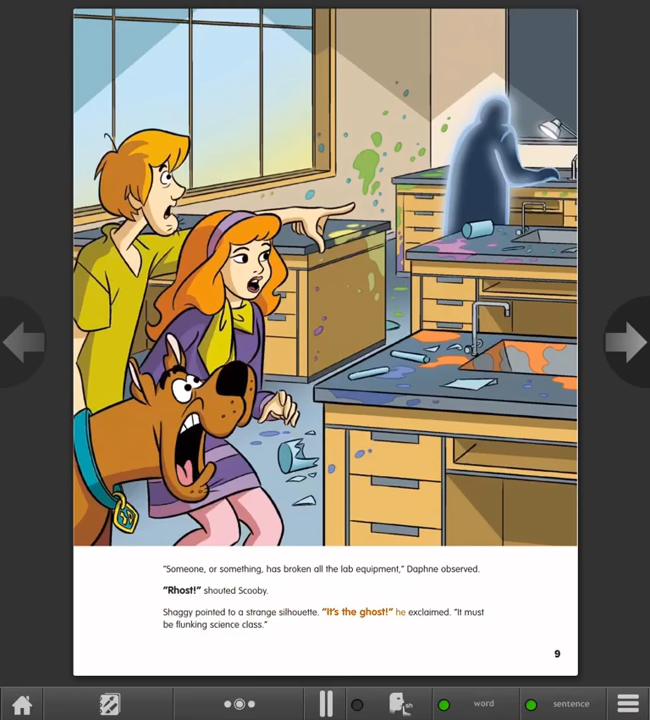 "Someone, or something, has broken all the lab equipment," Daphne observed.
"Rhost!" shouted Scooby.
Shaggy pointed to a strange silhouette. "It's the ghost!" he exclaimed. "It must
be flunking science class."
9
sh
word
sentence